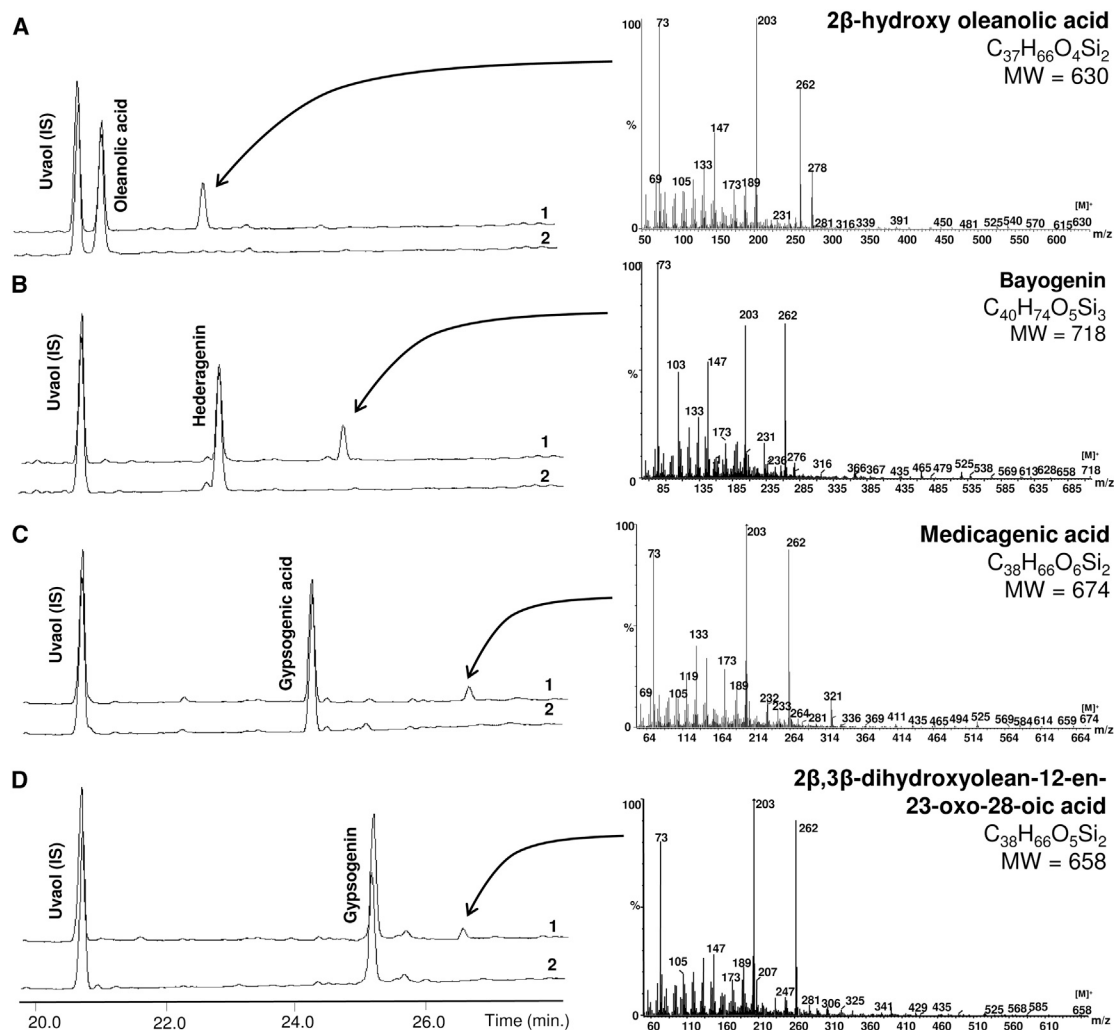 A
Uvaol (IS)
Oleanolic acid
1
2
2β-hydroxy oleanolic acid
C37H66O4Si2
MW = 630
100
%
0
73
203
262
147
133
278
69
105
173
189
231
281
316
339
391
450
481
525
540
570
615
630
[M]+
m/z
50 100 150 200 250 300 350 400 450 500 550 600
B
Uvaol (IS)
Hederagenin
1
2
Bayogenin
C40H74O5Si3
MW = 718
100
%
0
73
203
262
103
147
133
173
231
236
276
316
366
367
435
465
479
525
538
569
613
628
658
718
[M]+
m/z
85 135 185 235 285 335 385 435 485 535 585 635 685
C
Uvaol (IS)
Gypsogenic acid
1
2
Medicagenic acid
C38H66O6Si2
MW = 674
100
%
0
73
203
262
133
119
173
69
105
189
232
233
264
281
321
336
369
411
435
465
494
525
569
584
614
659
674
[M]+
m/z
64 114 164 214 264 314 364 414 464 514 564 614 664
D
Uvaol (IS)
Gypsogenin
1
2
2β,3β-dihydroxyolean-12-en-
23-oxo-28-oic acid
C38H66O5Si2
MW = 658
100
%
0
73
203
262
147
105
173
189
207
247
281
306
325
341
429
435
525
568
585
658
[M]+
m/z
60 110 160 210 260 310 360 410 460 510 560 610
20.0 22.0 24.0 26.0 Time (min.)